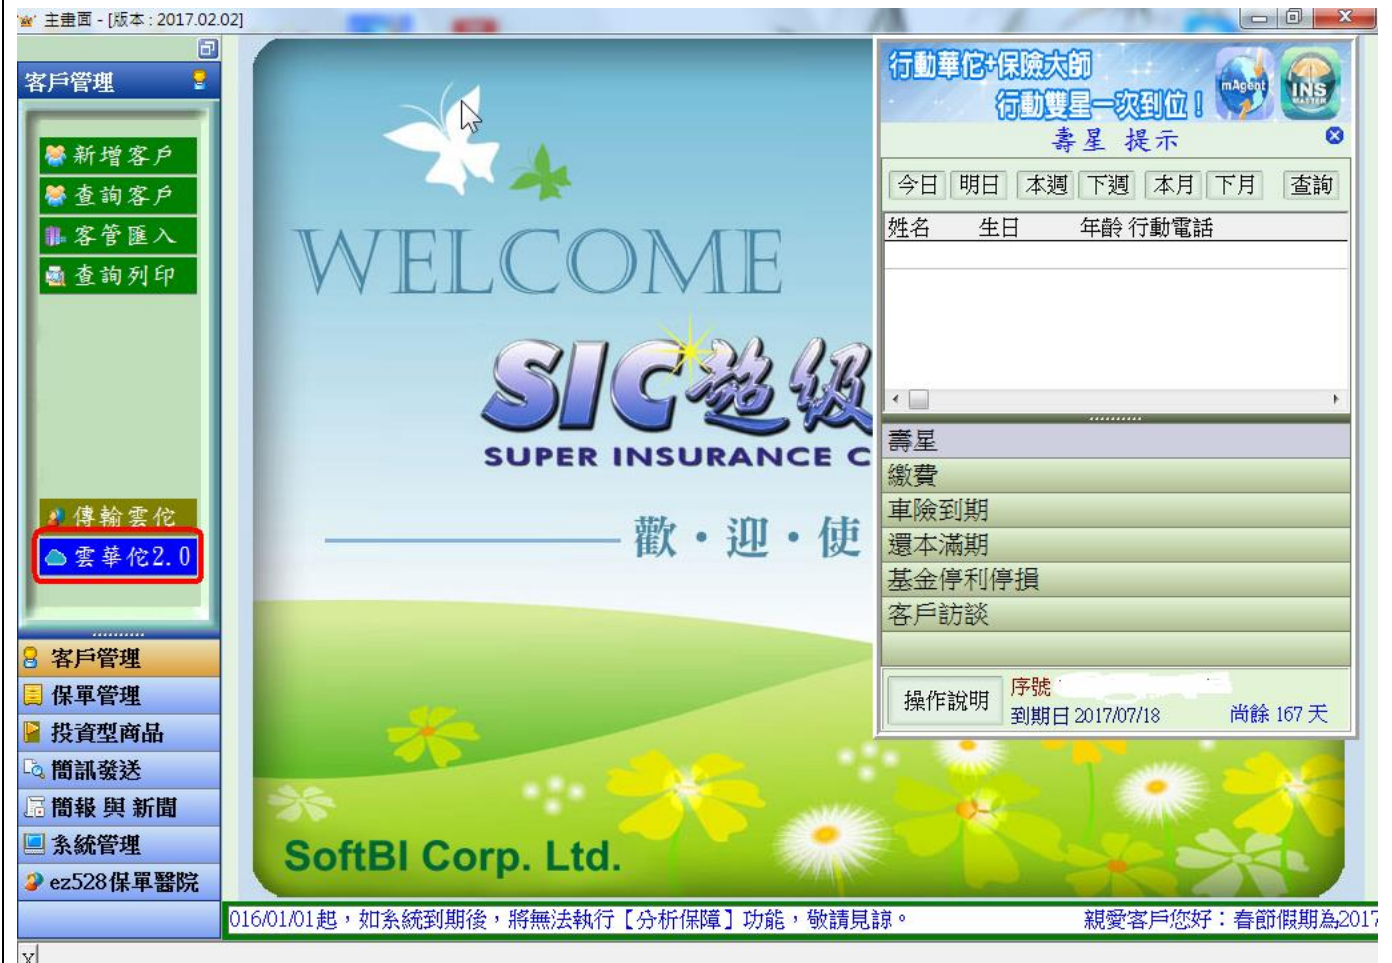 主畫面 - [版本 : 2017.02.02]
客戶管理
新增客戶
查詢客戶
客管匯入
查詢列印
傳輸雲佗
雲華佗2.0
客戶管理
保單管理
投資型商品
簡訊發送
簡報 與 新聞
系統管理
ez528保單醫院
WELCOME
SIC超級
SUPER INSURANCE C
歡・迎・使
SoftBI Corp. Ltd.
行動華佗+保險大師
行動雙星一次到位！
mAgent
INS
MASTER
壽星 提示
今日 明日 本週 下週 本月 下月 查詢
姓名 生日 年齡 行動電話
壽星
繳費
車險到期
還本滿期
基金停利停損
客戶訪談
操作說明
序號
到期日 2017/07/18 尚餘 167 天
016/01/01起，如系統到期後，將無法執行【分析保障】功能，敬請見諒。 親愛客戶您好：春節假期為2017
X